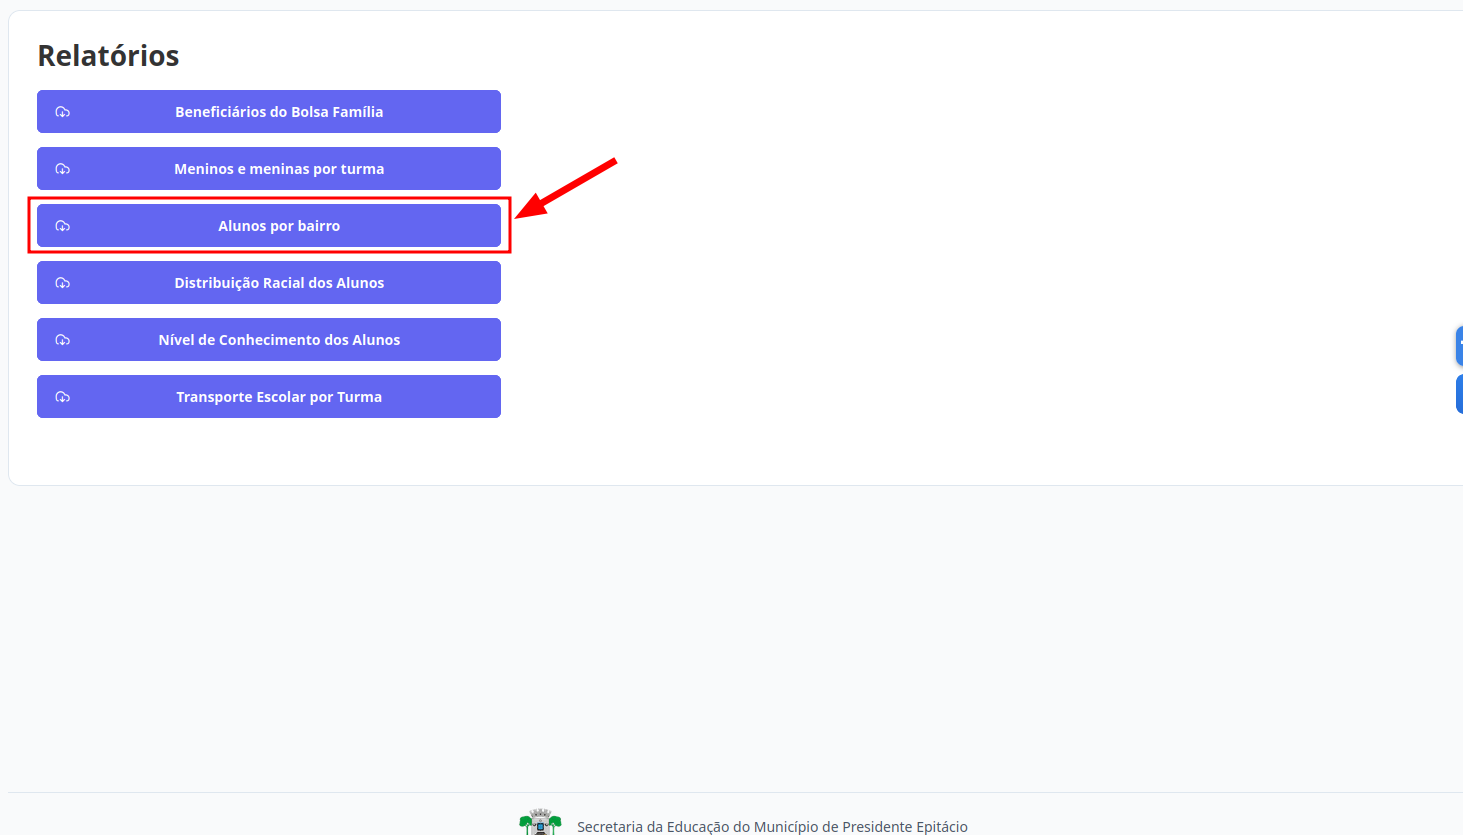 Relatórios
Beneficiários do Bolsa Família
Meninos e meninas por turma
Alunos por bairro
Distribuição Racial dos Alunos
Nível de Conhecimento dos Alunos
Transporte Escolar por Turma
Secretaria da Educação do Município de Presidente Epitácio